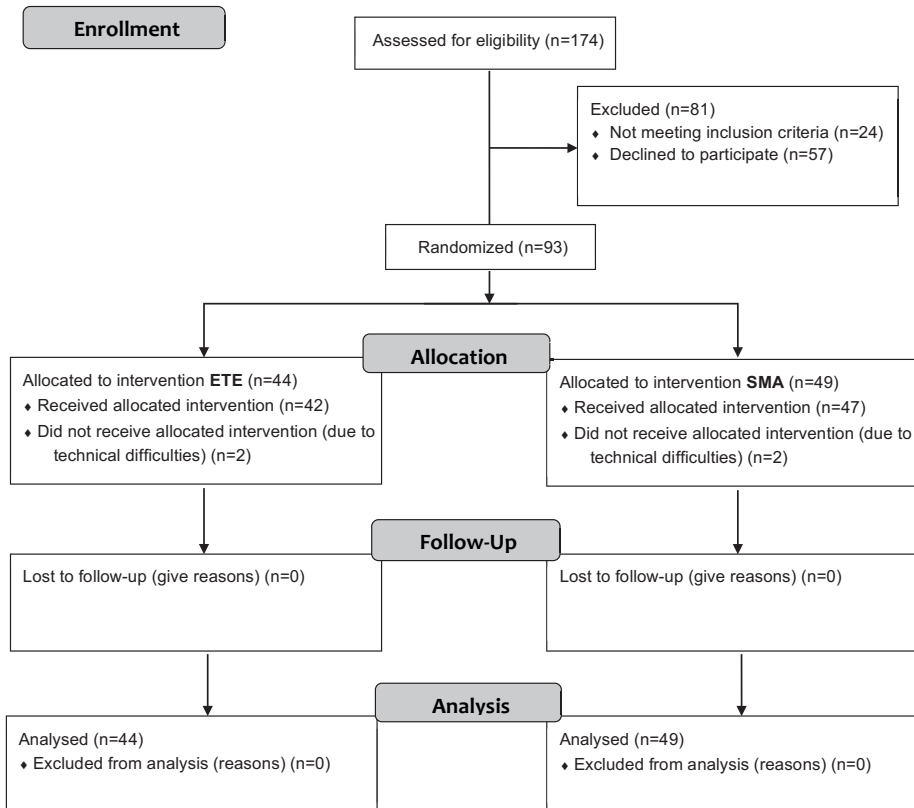 Enrollment
Assessed for eligibility (n=174)
Excluded (n=81)
♦ Not meeting inclusion criteria (n=24)
♦ Declined to participate (n=57)
Randomized (n=93)
Allocation
Allocated to intervention ETE (n=44)
♦ Received allocated intervention (n=42)
♦ Did not receive allocated intervention (due to
technical difficulties) (n=2)
Allocated to intervention SMA (n=49)
♦ Received allocated intervention (n=47)
♦ Did not receive allocated intervention (due to
technical difficulties) (n=2)
Follow-Up
Lost to follow-up (give reasons) (n=0)
Lost to follow-up (give reasons) (n=0)
Analysis
Analysed (n=44)
♦ Excluded from analysis (reasons) (n=0)
Analysed (n=49)
♦ Excluded from analysis (reasons) (n=0)